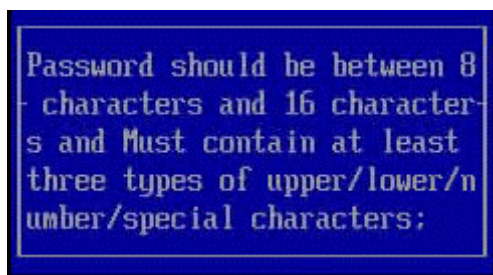 Password should be between 8
characters and 16 character
s and Must contain at least
three types of upper/lower/n
umber/special characters;